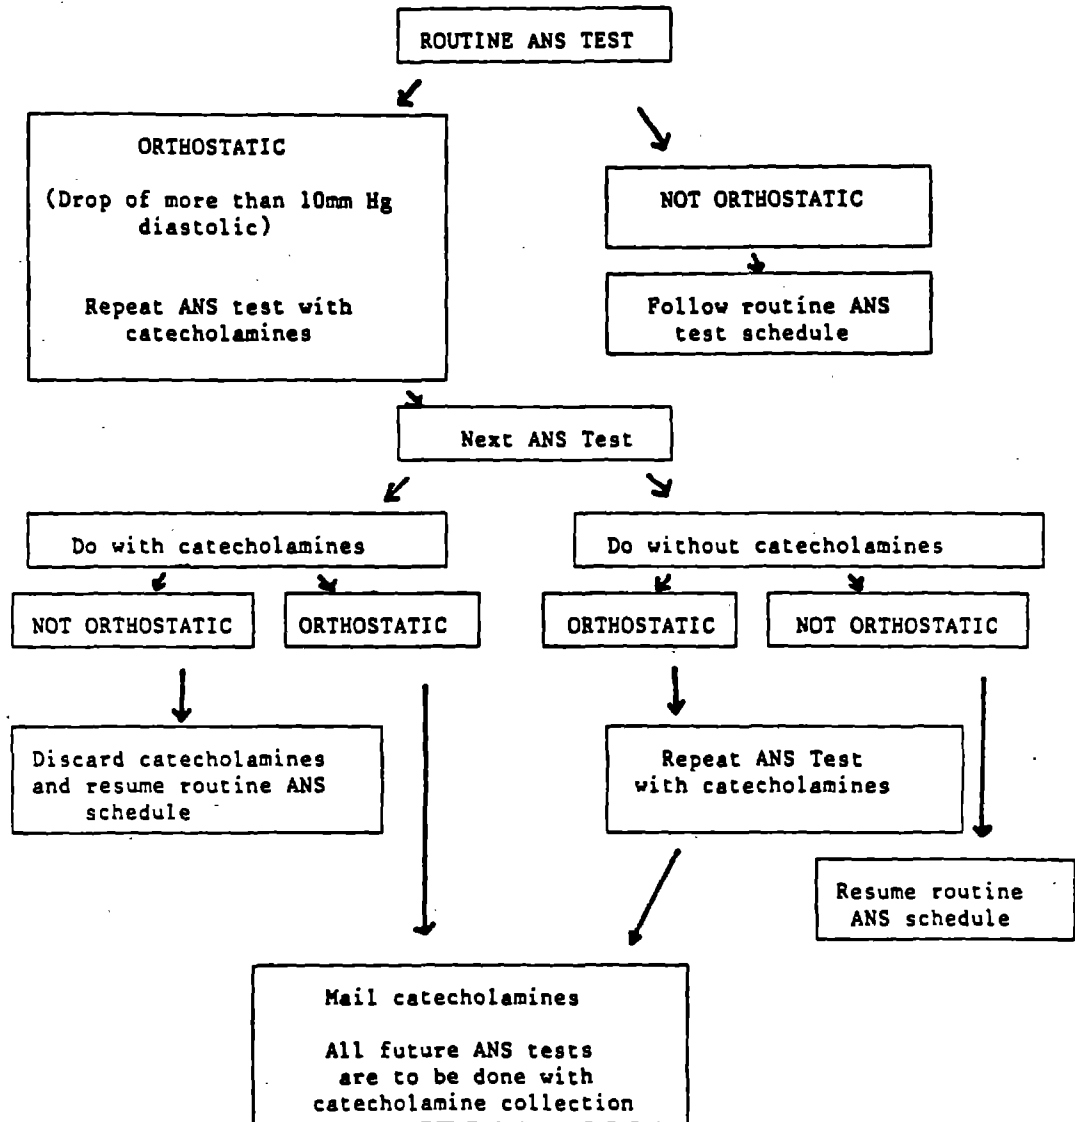 ROUTINE ANS TEST
ORTHOSTATIC
(Drop of more than 10mm Hg
diastolic)
Repeat ANS test with
catecholamines
NOT ORTHOSTATIC
Follow routine ANS
test schedule
Next ANS Test
Do with catecholamines
Do without catecholamines
NOT ORTHOSTATIC
ORTHOSTATIC
ORTHOSTATIC
NOT ORTHOSTATIC
Discard catecholamines
and resume routine ANS
schedule
Repeat ANS Test
with catecholamines
Resume routine
ANS schedule
Mail catecholamines
All future ANS tests
are to be done with
catecholamine collection